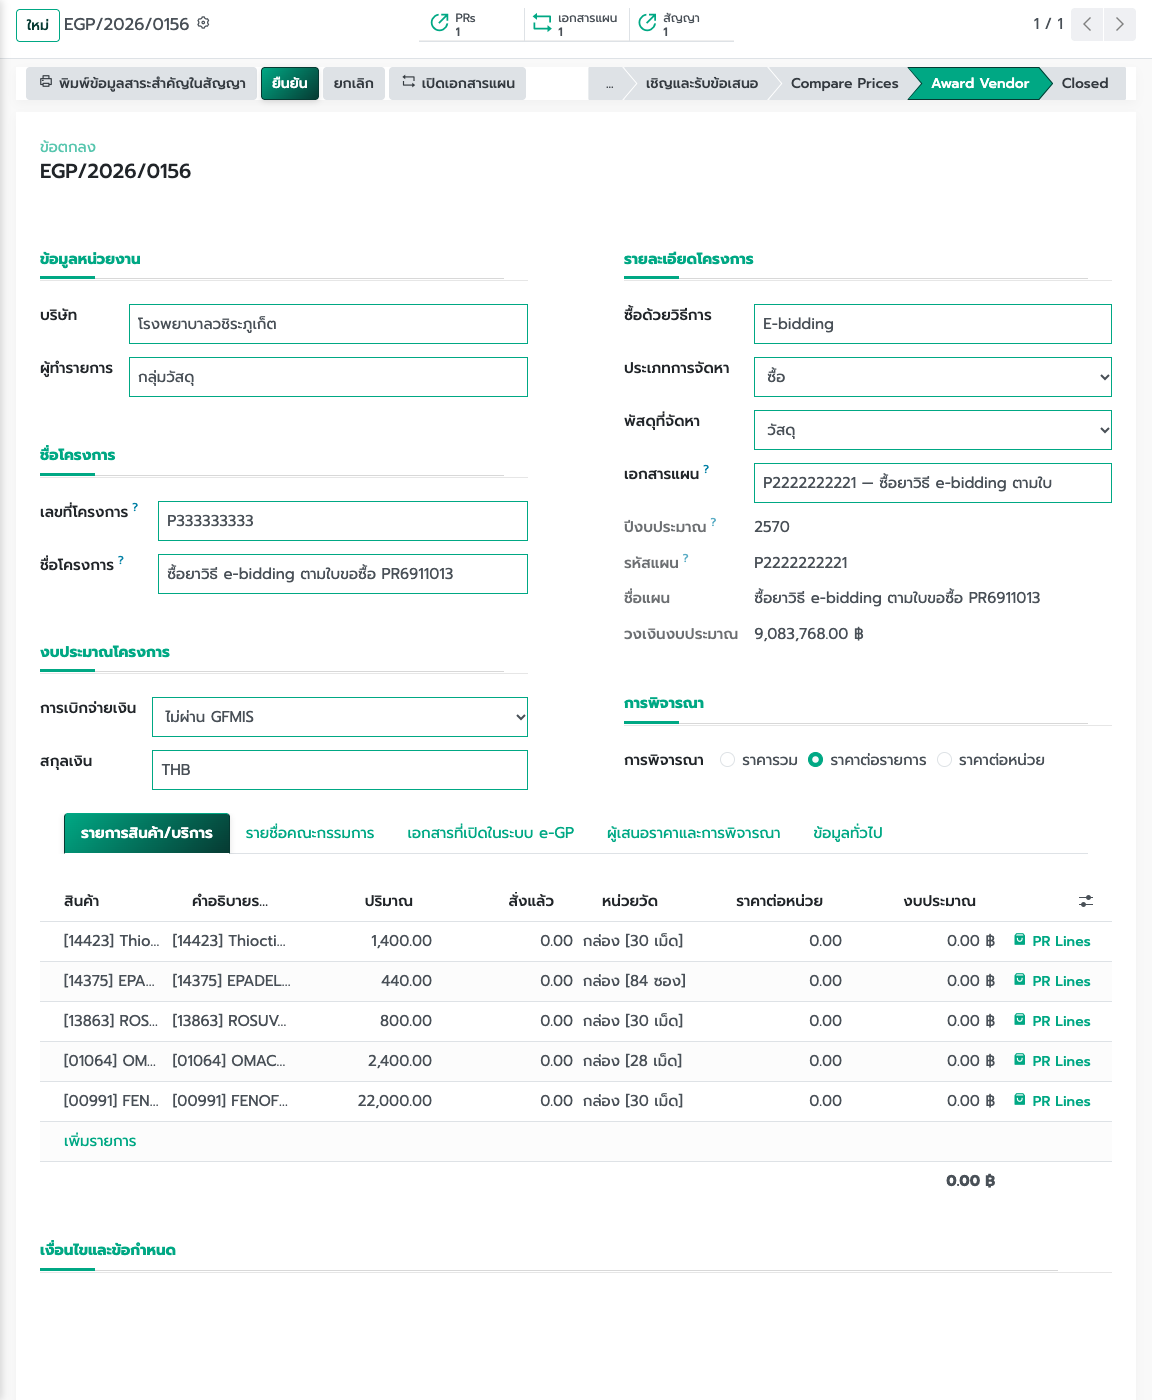 ใหม่ EGP/2026/0156
PRs 1
เอกสารแผน 1
สัญญา 1
1 / 1
พิมพ์ข้อมูลสาระสำคัญในสัญญา ยืนยัน ยกเลิก เปิดเอกสารแผน
... เชิญและรับข้อเสนอ Compare Prices Award Vendor Closed
ข้อตกลง
EGP/2026/0156
ข้อมูลหน่วยงาน
บริษัท โรงพยาบาลวชิระภูเก็ต
ผู้ทำรายการ กลุ่มวัสดุ
ชื่อโครงการ
เลขที่โครงการ ? P333333333
ชื่อโครงการ ? ซื้อยาวิธี e-bidding ตามใบขอซื้อ PR6911013
งบประมาณโครงการ
การเบิกจ่ายเงิน ไม่ผ่าน GFMIS
สกุลเงิน THB
รายละเอียดโครงการ
ซื้อด้วยวิธีการ E-bidding
ประเภทการจัดหา ซื้อ
พัสดุที่จัดหา วัสดุ
เอกสารแผน ? P2222222221 — ซื้อยาวิธี e-bidding ตามใบ
ปีงบประมาณ ? 2570
รหัสแผน ? P2222222221
ชื่อแผน ซื้อยาวิธี e-bidding ตามใบขอซื้อ PR6911013
วงเงินงบประมาณ 9,083,768.00 ฿
การพิจารณา
การพิจารณา ราคารวม ราคาต่อรายการ ราคาต่อหน่วย
รายการสินค้า/บริการ รายชื่อคณะกรรมการ เอกสารที่เปิดในระบบ e-GP ผู้เสนอราคาและการพิจารณา ข้อมูลทั่วไป
สินค้า คำอธิบายร... ปริมาณ สั่งแล้ว หน่วยวัด ราคาต่อหน่วย งบประมาณ
[14423] Thio... [14423] Thiocti... 1,400.00 0.00 กล่อง [30 เม็ด] 0.00 0.00 ฿ PR Lines
[14375] EPA... [14375] EPADEL... 440.00 0.00 กล่อง [84 ซอง] 0.00 0.00 ฿ PR Lines
[13863] ROS... [13863] ROSUV... 800.00 0.00 กล่อง [30 เม็ด] 0.00 0.00 ฿ PR Lines
[01064] OM... [01064] OMAC... 2,400.00 0.00 กล่อง [28 เม็ด] 0.00 0.00 ฿ PR Lines
[00991] FEN... [00991] FENOF... 22,000.00 0.00 กล่อง [30 เม็ด] 0.00 0.00 ฿ PR Lines
เพิ่มรายการ
0.00 ฿
เงื่อนไขและข้อกำหนด